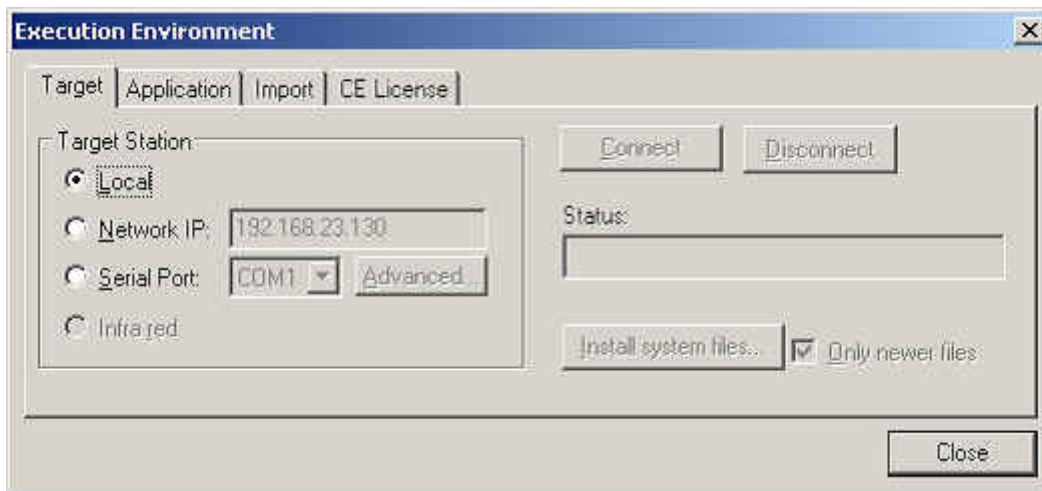 Execution Environment
Target Application Import CE License
Target Station
Local
Network IP: 192.168.23.130
Serial Port: COM1 Advanced...
Infra red
Connect Disconnect
Status:
Install system files... Only newer files
Close